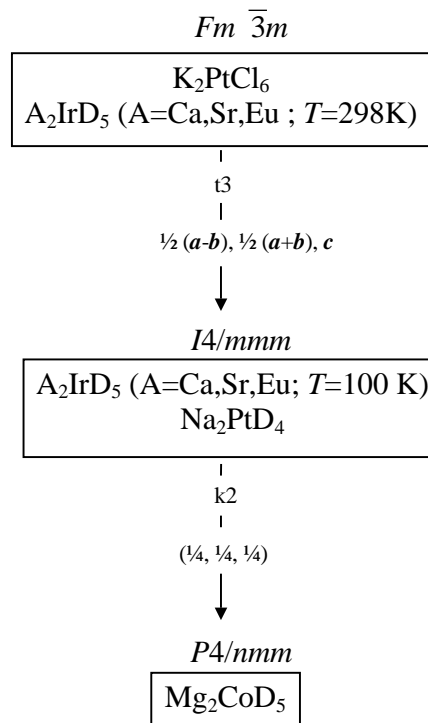 Fm 3̅m
K₂PtCl₆
A₂IrD₅ (A=Ca,Sr,Eu ; T=298K)
t3
½ (a-b), ½ (a+b), c
I4/mmm
A₂IrD₅ (A=Ca,Sr,Eu; T=100 K)
Na₂PtD₄
k2
(¼, ¼, ¼)
P4/nmm
Mg₂CoD₅